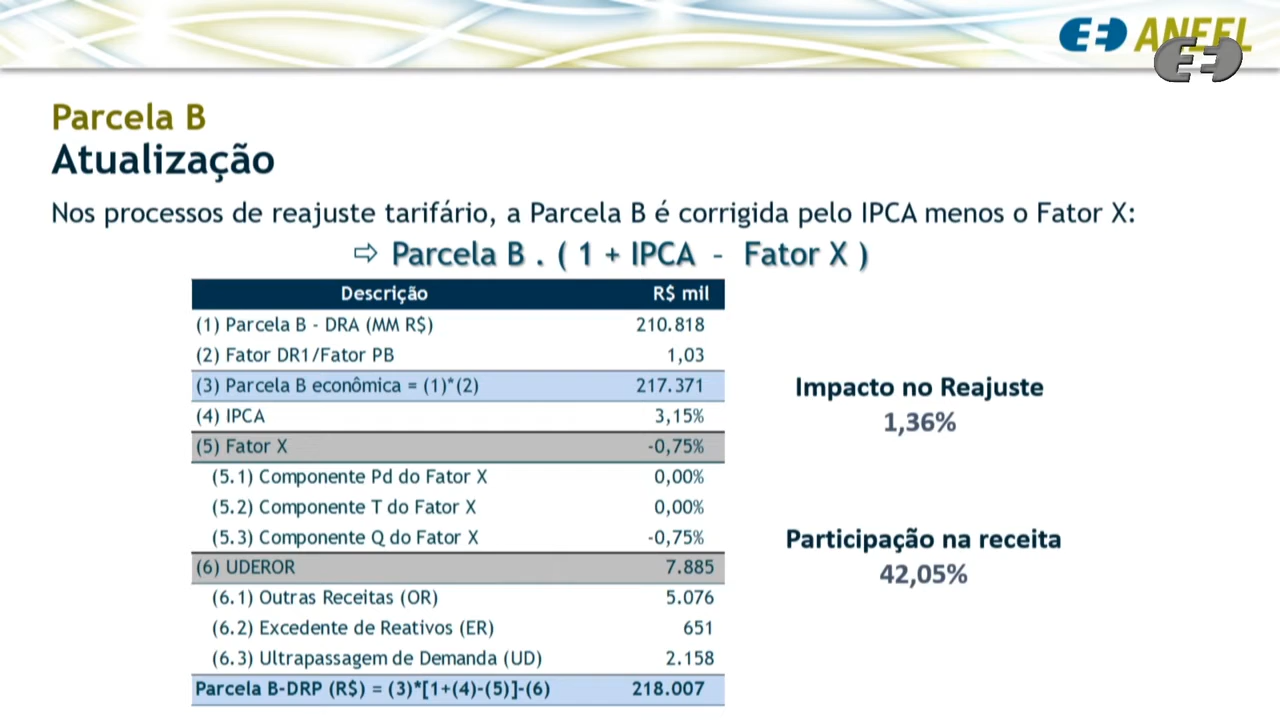 ANEEL
Parcela B
Atualização
Nos processos de reajuste tarifário, a Parcela B é corrigida pelo IPCA menos o Fator X:
⇨ Parcela B . ( 1 + IPCA - Fator X )
Descrição R$ mil
(1) Parcela B - DRA (MM R$) 210.818
(2) Fator DR1/Fator PB 1,03
(3) Parcela B econômica = (1)*(2) 217.371
(4) IPCA 3,15%
(5) Fator X -0,75%
(5.1) Componente Pd do Fator X 0,00%
(5.2) Componente T do Fator X 0,00%
(5.3) Componente Q do Fator X -0,75%
(6) UDEROR 7.885
(6.1) Outras Receitas (OR) 5.076
(6.2) Excedente de Reativos (ER) 651
(6.3) Ultrapassagem de Demanda (UD) 2.158
Parcela B-DRP (R$) = (3)*[1+(4)-(5)]-(6) 218.007
Impacto no Reajuste
1,36%
Participação na receita
42,05%